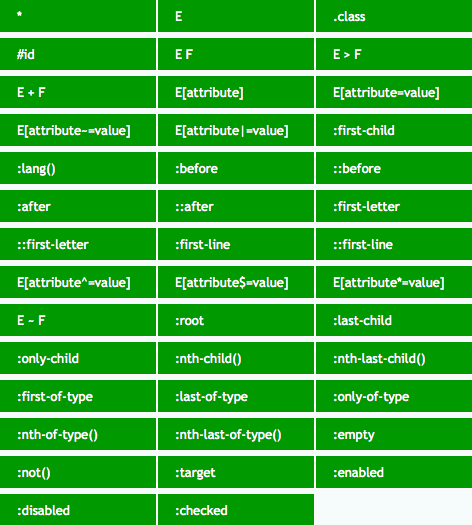 * E .class
#id E F E > F
E + F E[attribute] E[attribute=value]
E[attribute~=value] E[attribute|=value] :first-child
:lang() :before ::before
:after ::after :first-letter
::first-letter :first-line ::first-line
E[attribute^=value] E[attribute$=value] E[attribute*=value]
E ~ F :root :last-child
:only-child :nth-child() :nth-last-child()
:first-of-type :last-of-type :only-of-type
:nth-of-type() :nth-last-of-type() :empty
:not() :target :enabled
:disabled :checked